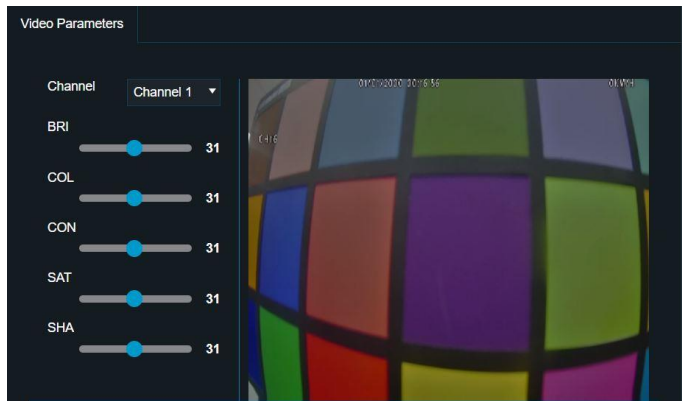 Video Parameters
Channel
Channel 1
BRI
31
COL
31
CON
31
SAT
31
SHA
31